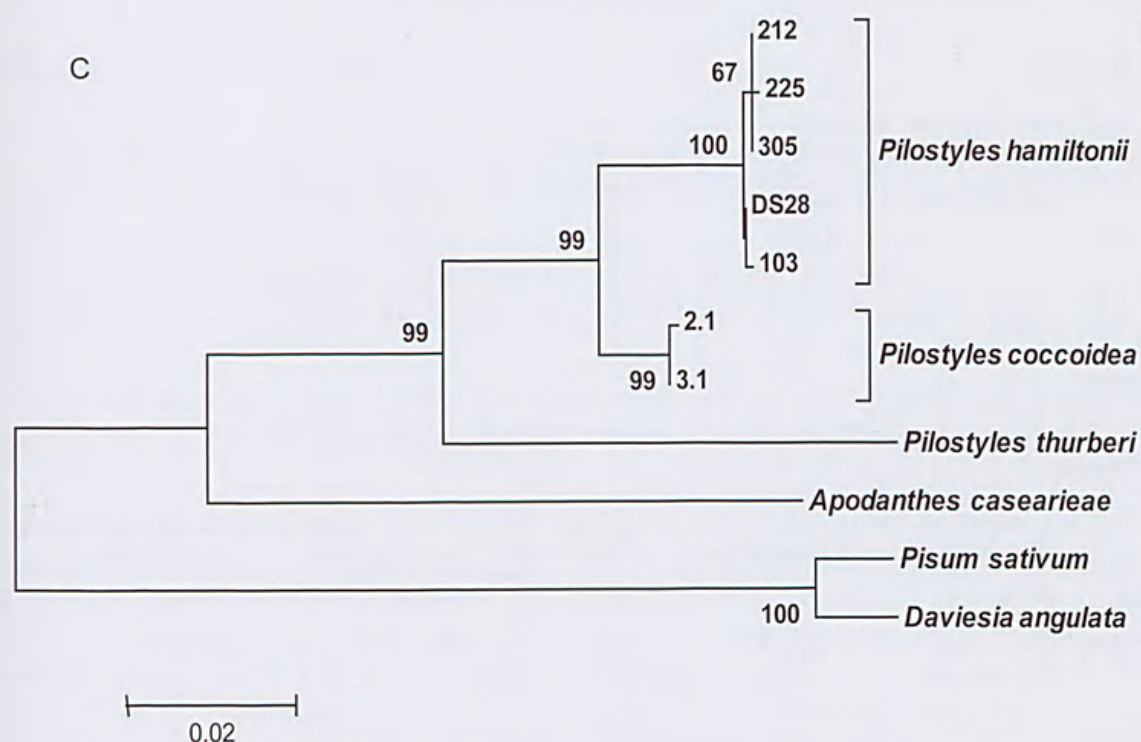 C
212
67
225
100
305
Pilostyles hamiltonii
DS28
99
103
2.1
99
Pilostyles coccoidea
99
3.1
Pilostyles thurberi
Apodanthes casearieae
Pisum sativum
100
Daviesia angulata
0.02